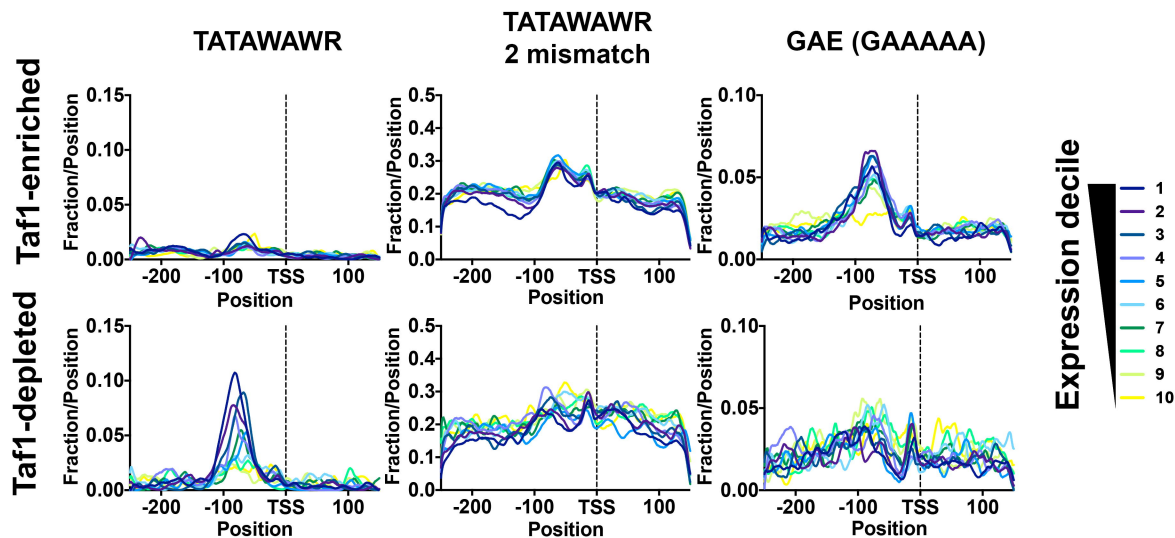 TATAWAWR
TATAWAWR
2 mismatch
GAE (GAAAAA)
Taf1-enriched
Fraction/Position
0.15
0.10
0.05
0.00
-200 -100 TSS 100
Position
Fraction/Position
0.5
0.4
0.3
0.2
0.1
0.0
-200 -100 TSS 100
Position
Fraction/Position
0.10
0.05
0.00
-200 -100 TSS 100
Position
Taf1-depleted
Fraction/Position
0.15
0.10
0.05
0.00
-200 -100 TSS 100
Position
Fraction/Position
0.5
0.4
0.3
0.2
0.1
0.0
-200 -100 TSS 100
Position
Fraction/Position
0.10
0.05
0.00
-200 -100 TSS 100
Position
Expression decile
1
2
3
4
5
6
7
8
9
10